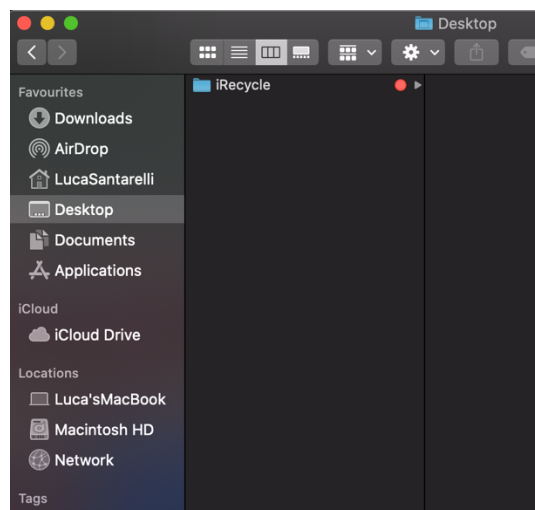 Desktop
iRecycle
Favourites
Downloads
AirDrop
LucaSantarelli
Desktop
Documents
Applications
iCloud
iCloud Drive
Locations
Luca'sMacBook
Macintosh HD
Network
Tags